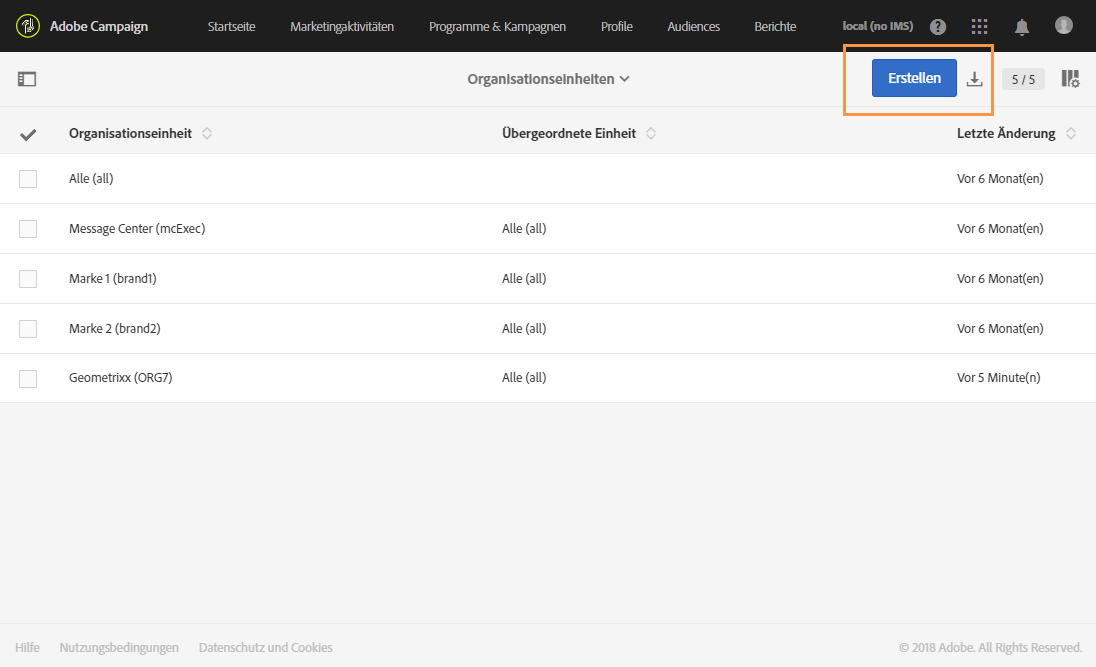 Adobe Campaign Startseite Marketingaktivitäten Programme & Kampagnen Profile Audiences Berichte local (no IMS) ?
Organisationseinheiten Erstellen 5 / 5
Organisationseinheit Übergeordnete Einheit Letzte Änderung
Alle (all) Vor 6 Monat(en)
Message Center (mcExec) Alle (all) Vor 6 Monat(en)
Marke 1 (brand1) Alle (all) Vor 6 Monat(en)
Marke 2 (brand2) Alle (all) Vor 6 Monat(en)
Geometrixx (ORG7) Alle (all) Vor 5 Minute(n)
Hilfe Nutzungsbedingungen Datenschutz und Cookies © 2018 Adobe. All Rights Reserved.